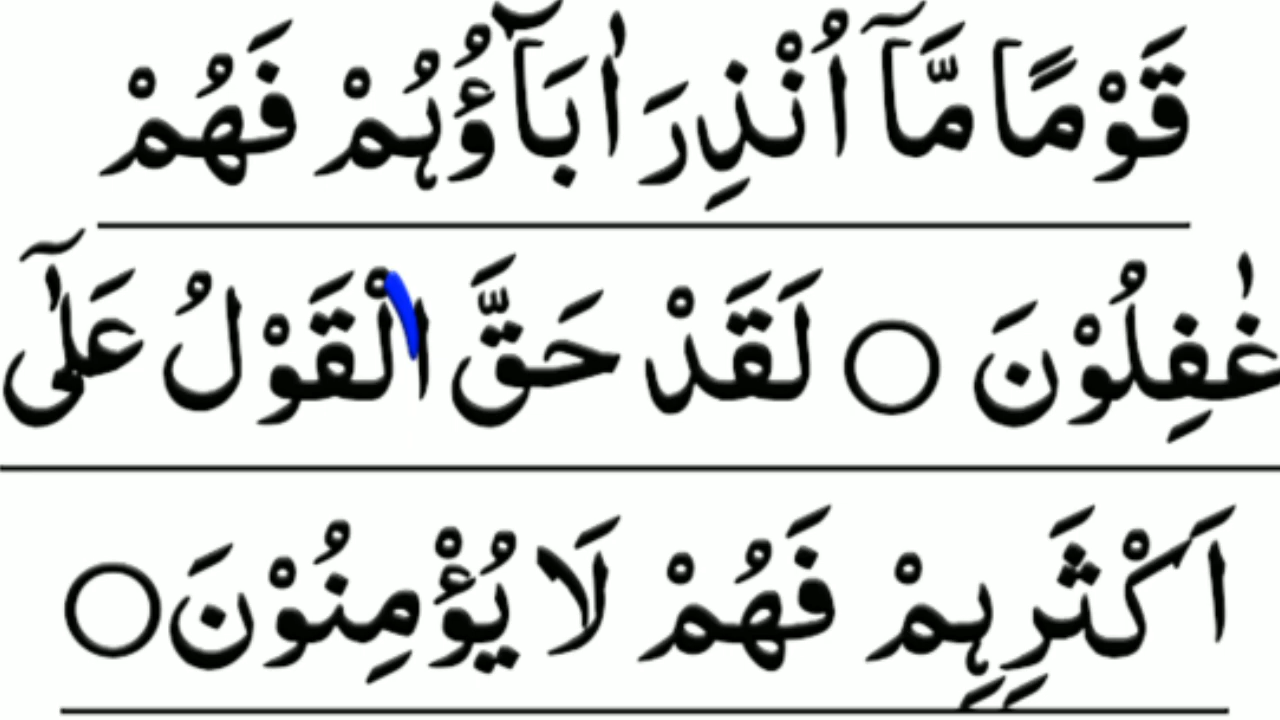 قَوْمًا مَّاۤ اُنْذِرَ اٰبَآؤُہُمْ فَهُمْ
غٰفِلُوْنَ ○ لَقَدْ حَقَّ الْقَوْلُ عَلٰۤی
اَكْثَرِہِمْ فَهُمْ لَا يُؤْمِنُوْنَ ○